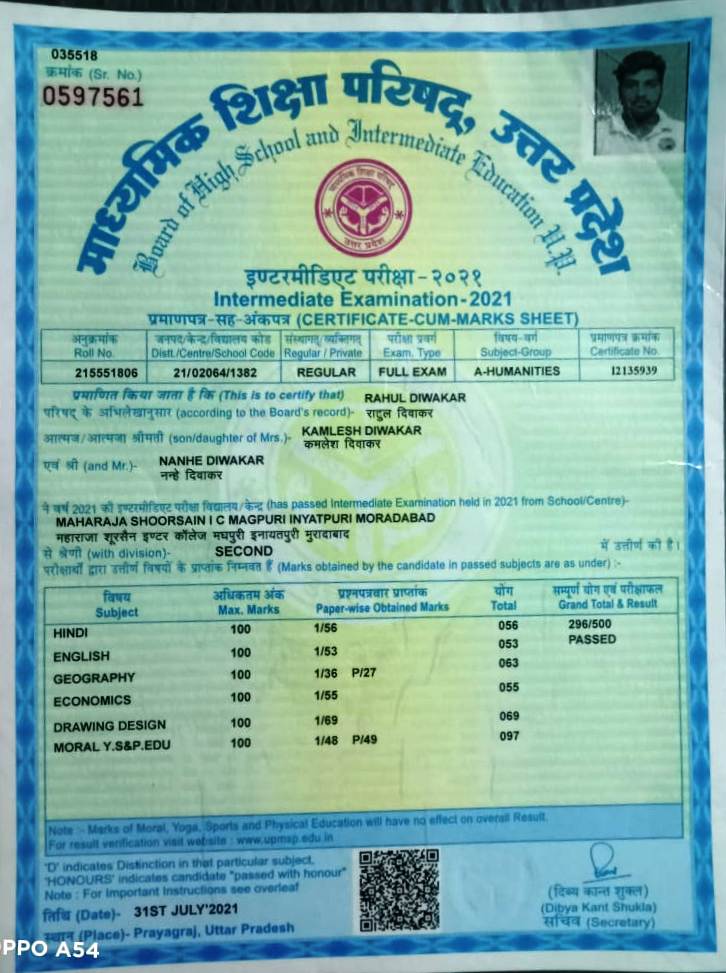 035518
क्रमांक (Sr. No.)
0597561
माध्यमिक शिक्षा परिषद्, उत्तर प्रदेश
Board of High School and Intermediate Education U.P.
माध्यमिक शिक्षा परिषद्
उत्तर प्रदेश
इण्टरमीडिएट परीक्षा - २०२१
Intermediate Examination - 2021
प्रमाणपत्र-सह-अंकपत्र (CERTIFICATE-CUM-MARKS SHEET)
अनुक्रमांक जनपद/केन्द्र/विद्यालय कोड संस्थागत/व्यक्तिगत परीक्षा प्रवर्ग विषय-वर्ग प्रमाणपत्र क्रमांक
Roll No. Distt./Centre/School Code Regular / Private Exam. Type Subject-Group Certificate No.
215551806 21/02064/1382 REGULAR FULL EXAM A-HUMANITIES 12135939
प्रमाणित किया जाता है कि (This is to certify that) RAHUL DIWAKAR
परिषद् के अभिलेखानुसार (according to the Board's record)- राहुल दिवाकर
आत्मज/आत्मजा श्रीमती (son/daughter of Mrs.)- KAMLESH DIWAKAR
कमलेश दिवाकर
एवं श्री (and Mr.)- NANHE DIWAKAR
नन्हे दिवाकर
ने वर्ष 2021 की इण्टरमीडिएट परीक्षा विद्यालय/केन्द्र (has passed Intermediate Examination held in 2021 from School/Centre)-
MAHARAJA SHOORSAIN I C MAGPURI INYATPURI MORADABAD
महाराजा शूरसैन इण्टर कॉलेज मघपुरी इनायतपुरी मुरादाबाद
से श्रेणी (with division)- SECOND में उत्तीर्ण की है।
परीक्षार्थी द्वारा उत्तीर्ण विषयों के प्राप्तांक निम्नवत हैं (Marks obtained by the candidate in passed subjects are as under) :-
विषय अधिकतम अंक प्रश्नपत्रवार प्राप्तांक योग सम्पूर्ण योग एवं परीक्षाफल
Subject Max. Marks Paper-wise Obtained Marks Total Grand Total & Result
HINDI 100 1/56 056 296/500
ENGLISH 100 1/53 053 PASSED
GEOGRAPHY 100 1/36 P/27 063
ECONOMICS 100 1/55 055
DRAWING DESIGN 100 1/69 069
MORAL Y.S&P.EDU 100 1/48 P/49 097
Note :- Marks of Moral, Yoga, Sports and Physical Education will have no effect on overall Result.
For result verification visit website : www.upmsp.edu.in
'D' indicates Distinction in that particular subject.
'HONOURS' indicates candidate "passed with honour"
Note : For Important Instructions see overleaf
तिथि (Date)- 31ST JULY'2021
स्थान (Place)- Prayagraj, Uttar Pradesh
(दिव्य कान्त शुक्ल)
(Dibya Kant Shukla)
सचिव (Secretary)
OPPO A54